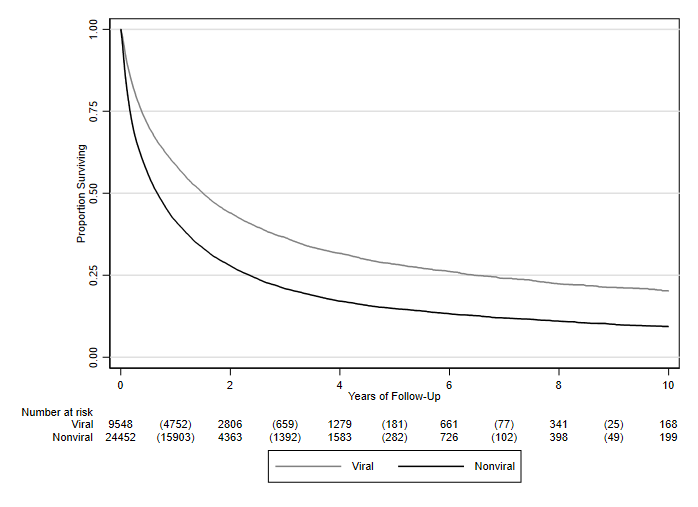 1.00
0.75
0.50
0.25
0.00
Proportion Surviving
0 2 4 6 8 10
Years of Follow-Up
Number at risk
Viral 9548 (4752) 2806 (659) 1279 (181) 661 (77) 341 (25) 168
Nonviral 24452 (15903) 4363 (1392) 1583 (282) 726 (102) 398 (49) 199
Viral Nonviral